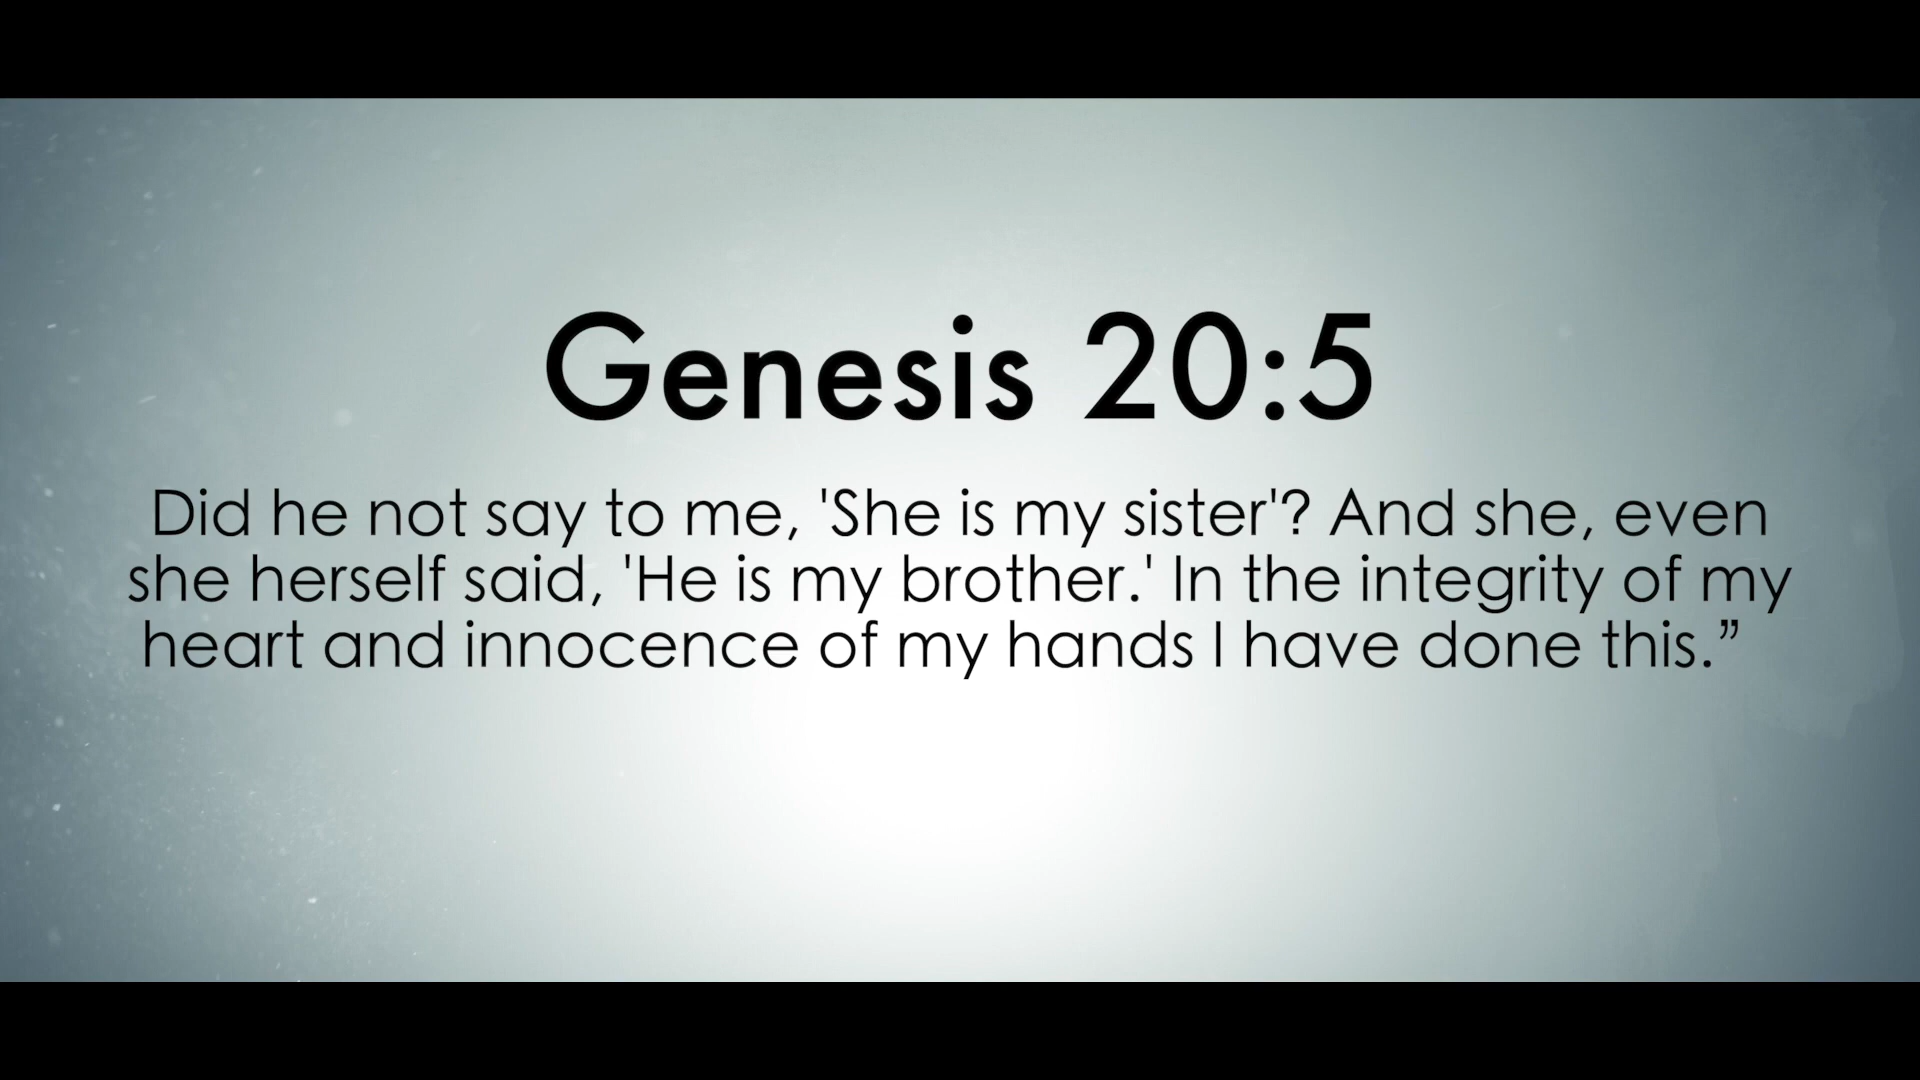 Genesis 20:5
Did he not say to me, 'She is my sister'? And she, even
she herself said, 'He is my brother.' In the integrity of my
heart and innocence of my hands I have done this.”